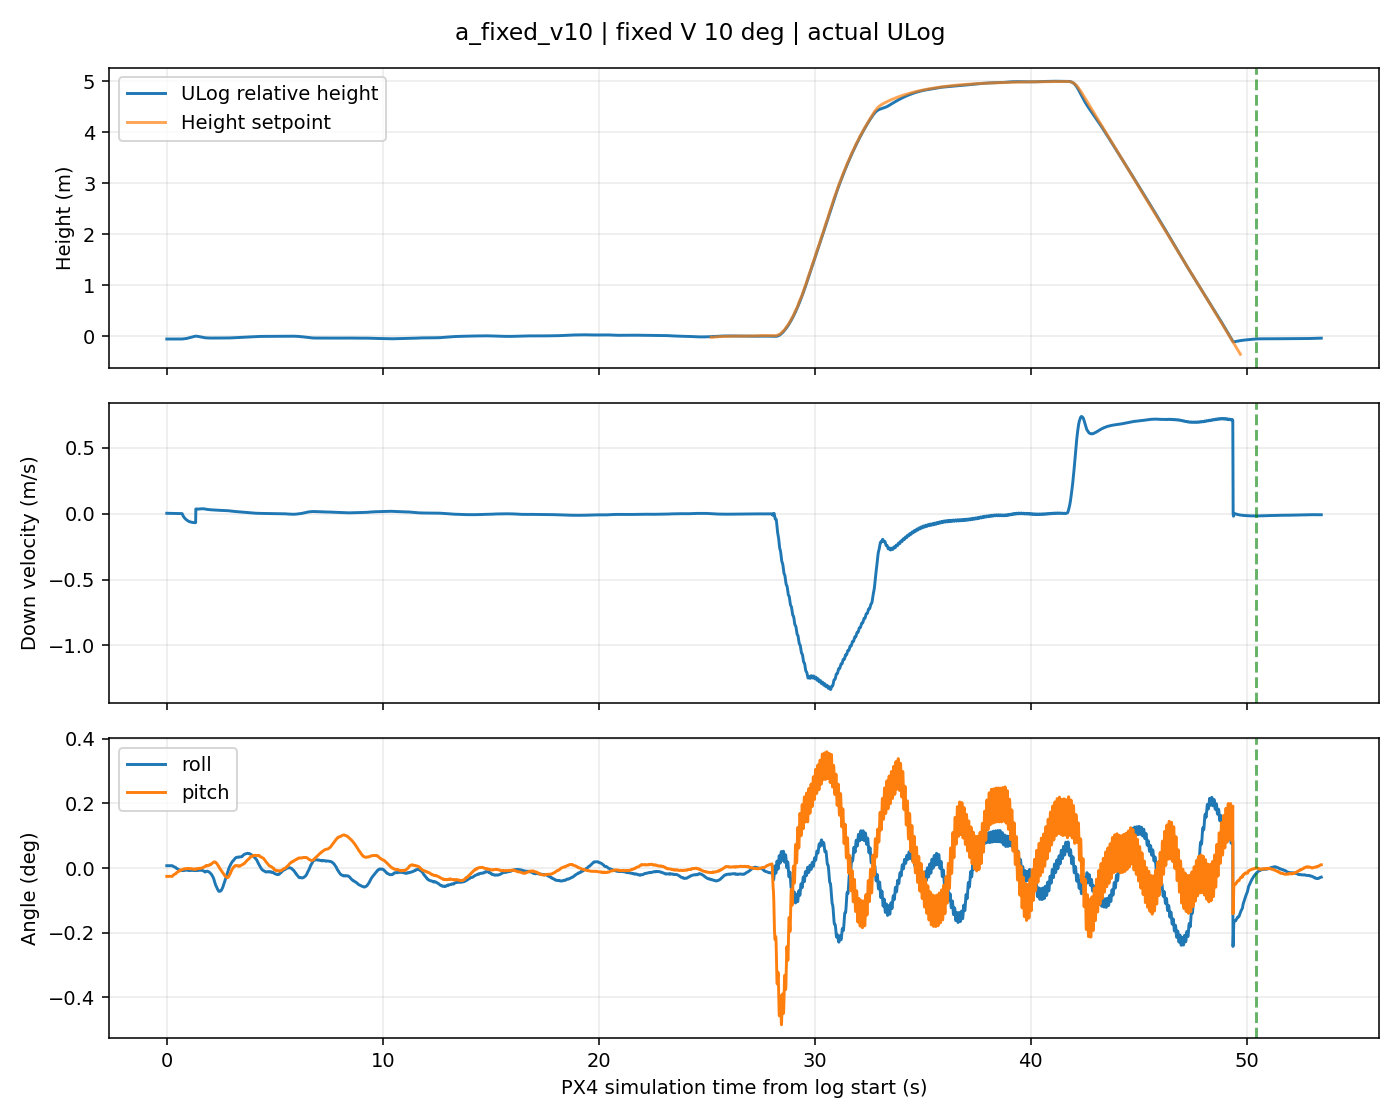 a_fixed_v10 | fixed V 10 deg | actual ULog
ULog relative height
Height setpoint
Height (m)
5
4
3
2
1
0
Down velocity (m/s)
0.5
0.0
−0.5
−1.0
roll
pitch
Angle (deg)
0.4
0.2
0.0
−0.2
−0.4
0
10
20
30
40
50
PX4 simulation time from log start (s)